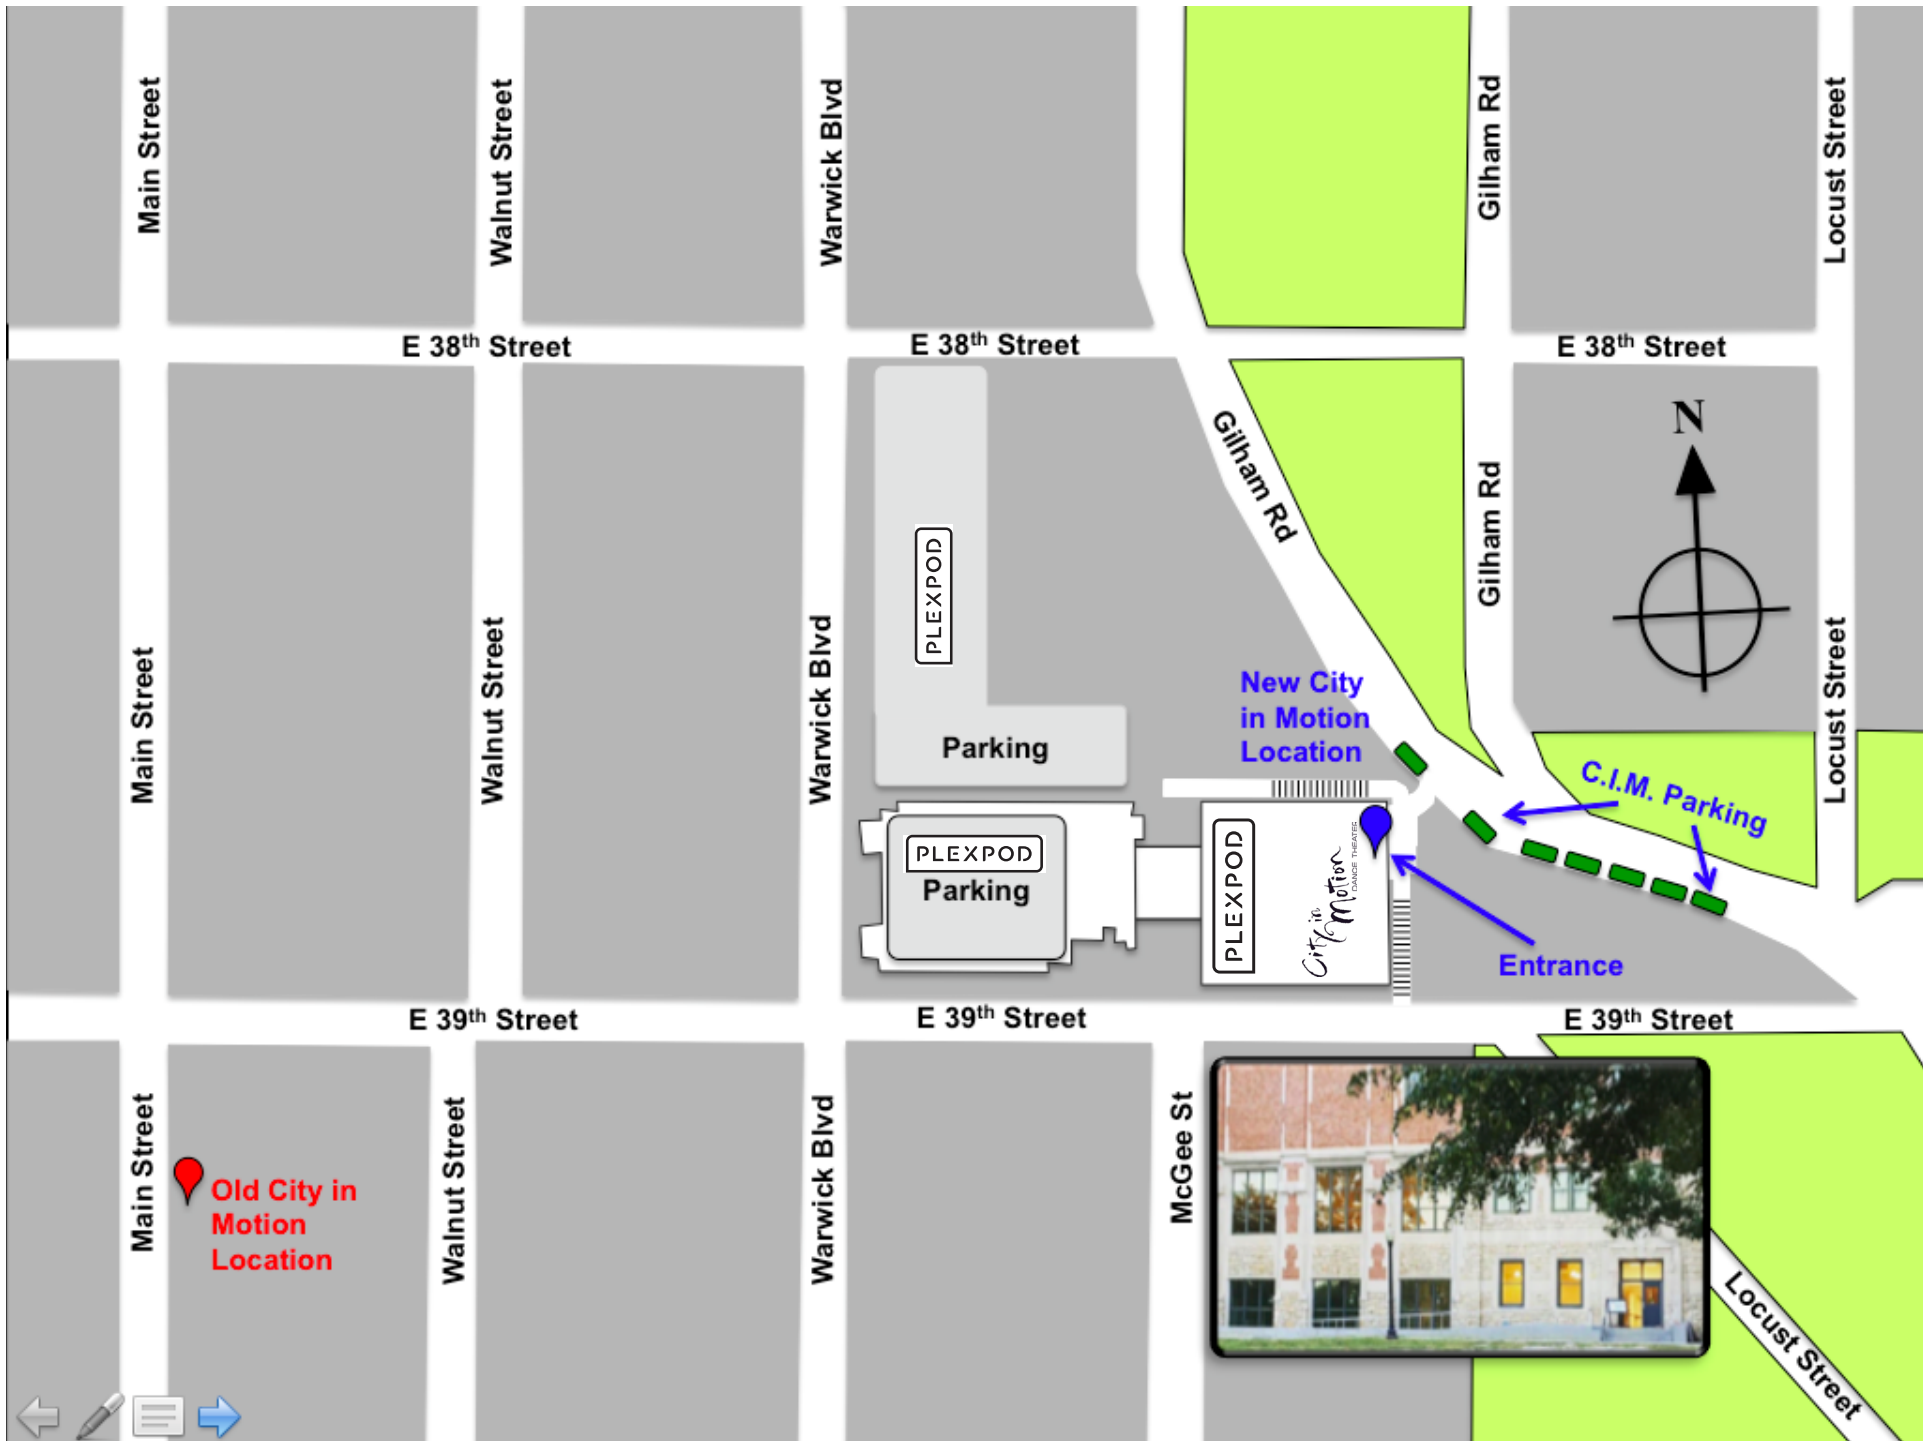 Main Street
Walnut Street
Warwick Blvd
Gilham Rd
Locust Street
E 38th Street
E 38th Street
E 38th Street
N
Gilham Rd
Gilham Rd
PLEXPOD
Main Street
Walnut Street
Warwick Blvd
Locust Street
New City
in Motion
Location
Parking
C.I.M. Parking
PLEXPOD
Parking
PLEXPOD
City in
Motion
DANCE THEATER
Entrance
E 39th Street
E 39th Street
E 39th Street
Main Street
Walnut Street
Warwick Blvd
McGee St
Old City in
Motion
Location
Locust Street